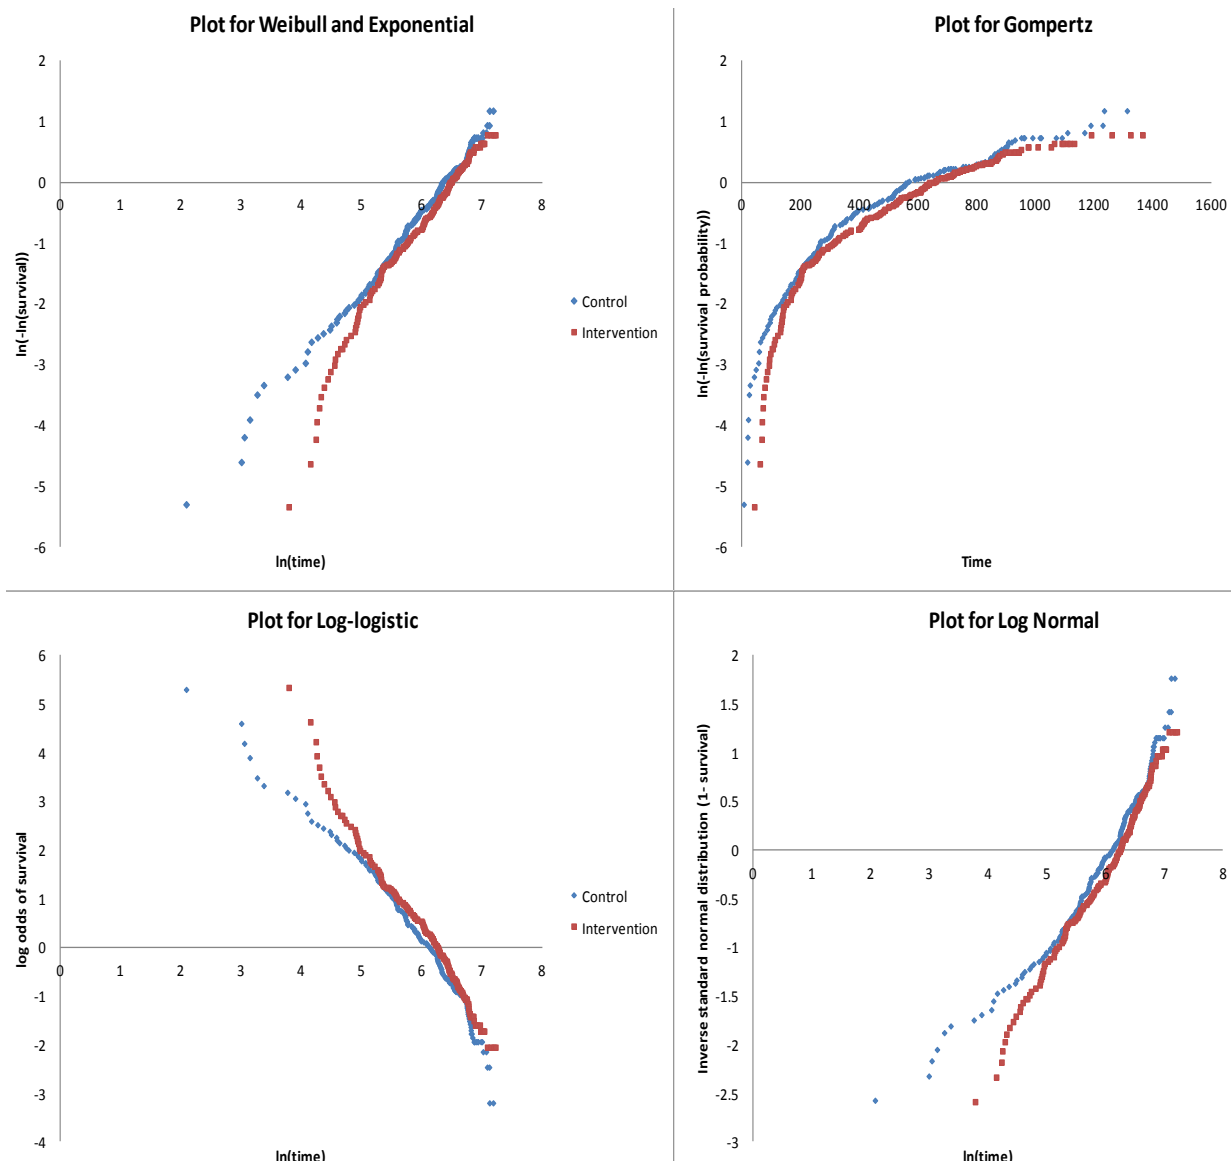 Plot for Weibull and Exponential
2
1
0
0 1 2 3 4 5 6 7 8
-1
-2
-3
-4
-5
-6
ln(-ln(survival))
ln(time)
Control
Intervention
Plot for Gompertz
2
1
0
0 200 400 600 800 1000 1200 1400 1600
-1
-2
-3
-4
-5
-6
ln(-ln(survival probability))
Time
Plot for Log-logistic
6
5
4
3
2
1
0
0 1 2 3 4 5 6 7 8
-1
-2
-3
-4
log odds of survival
ln(time)
Control
Intervention
Plot for Log Normal
2
1.5
1
0.5
0
0 1 2 3 4 5 6 7 8
-0.5
-1
-1.5
-2
-2.5
-3
Inverse standard normal distribution (1- survival)
ln(time)